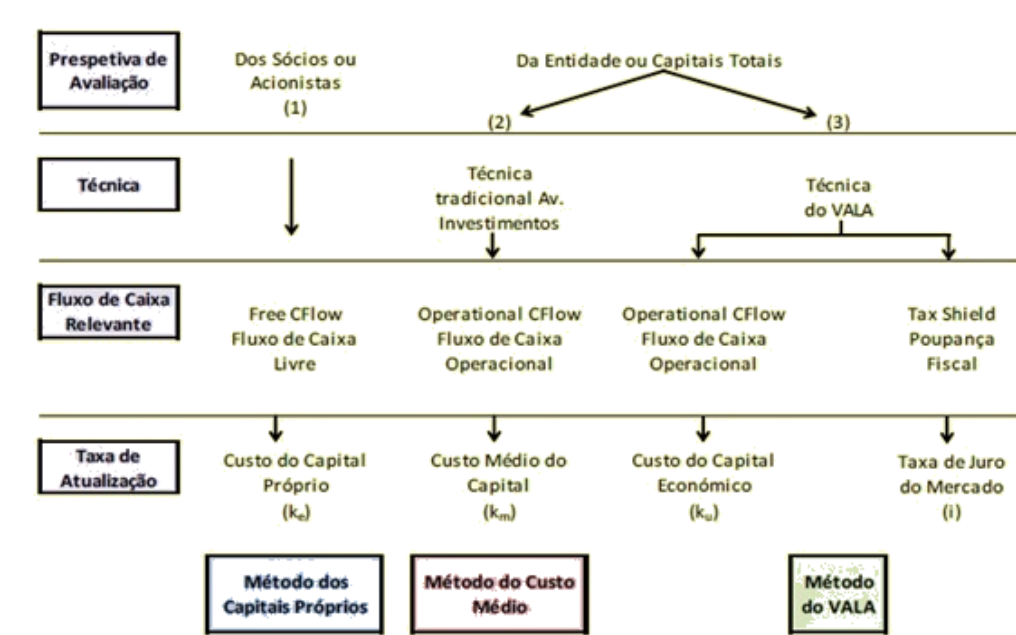 Prespetiva de
Avaliação
Dos Sócios ou
Acionistas
(1)
Da Entidade ou Capitais Totais
(2)
(3)
Técnica
Técnica
tradicional Av.
Investimentos
Técnica
do VALA
Fluxo de Caixa
Relevante
Free CFlow
Fluxo de Caixa
Livre
Operational CFlow
Fluxo de Caixa
Operacional
Operational CFlow
Fluxo de Caixa
Operacional
Tax Shield
Poupança
Fiscal
Taxa de
Atualização
Custo do Capital
Próprio
(kₑ)
Custo Médio do
Capital
(kₘ)
Custo do Capital
Económico
(kᵤ)
Taxa de Juro
do Mercado
(i)
Método dos
Capitais Próprios
Método do Custo
Médio
Método
do VALA